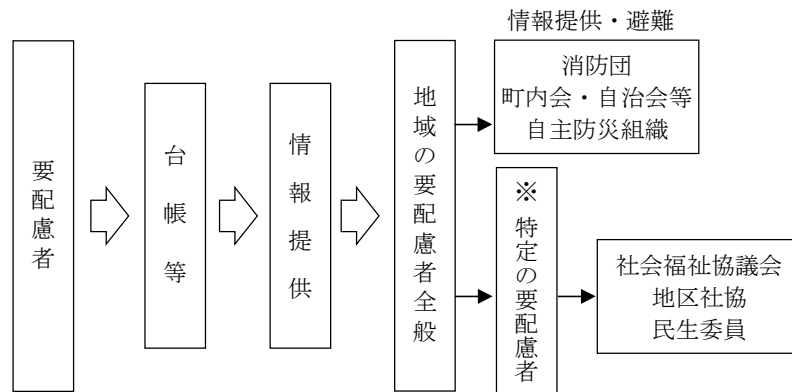 要配慮者
台帳等
情報提供
地域の要配慮者全般
情報提供・避難
消防団
町内会・自治会等
自主防災組織
※特定の要配慮者
社会福祉協議会
地区社協
民生委員